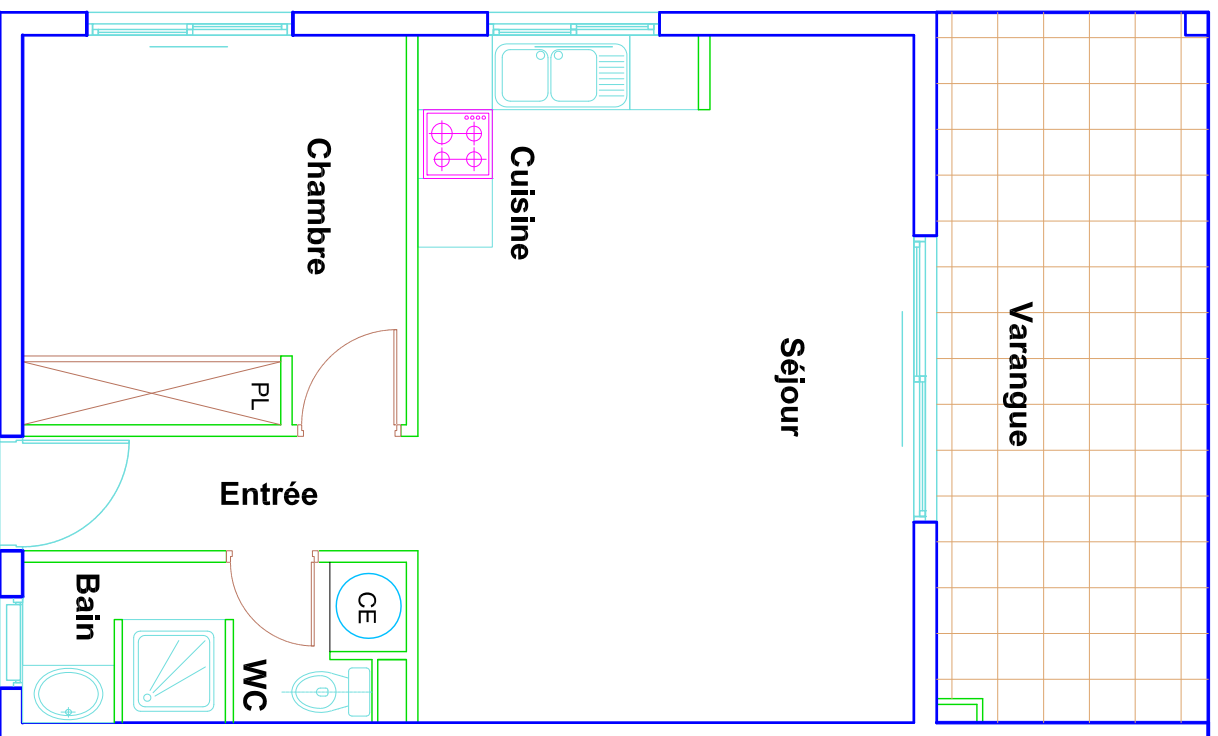 Chambre
Cuisine
Séjour
Varangue
PL
Entrée
Bain
WC
CE